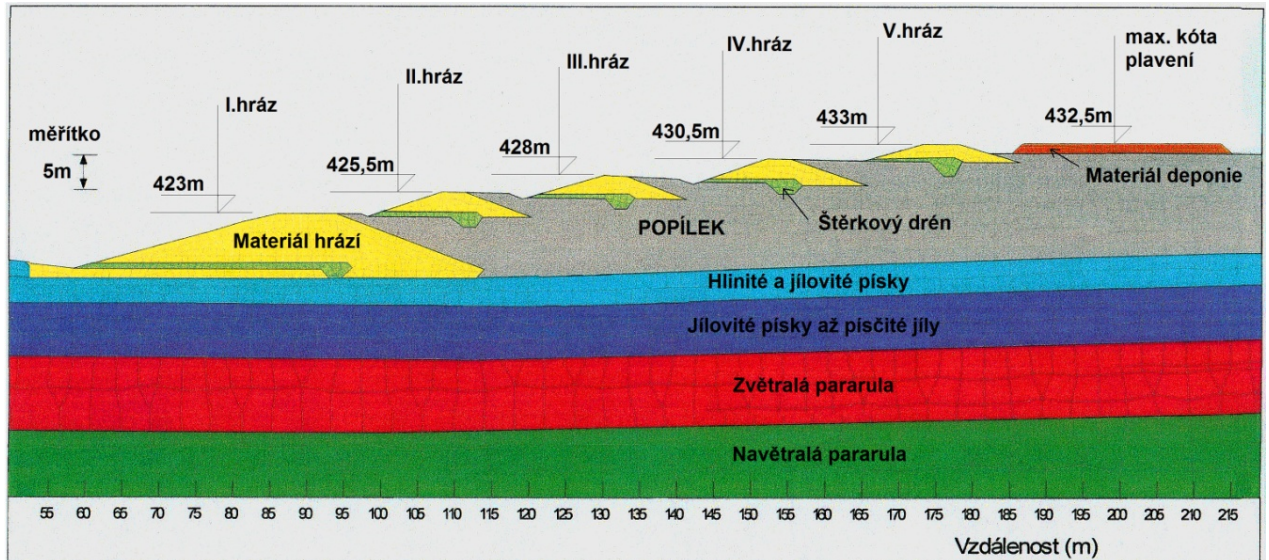 měřítko
5m
I.hráz
II.hráz
III.hráz
IV.hráz
V.hráz
max. kóta
plavení
423m
425,5m
428m
430,5m
433m
432,5m
Materiál deponie
Štěrkový drén
POPÍLEK
Materiál hrází
Hlinité a jílovité písky
Jílovité písky až písčité jíly
Zvětralá pararula
Navětralá pararula
55 60 65 70 75 80 85 90 95 100 105 110 115 120 125 130 135 140 145 150 155 160 165 170 175 180 185 190 195 200 205 210 215
Vzdálenost (m)